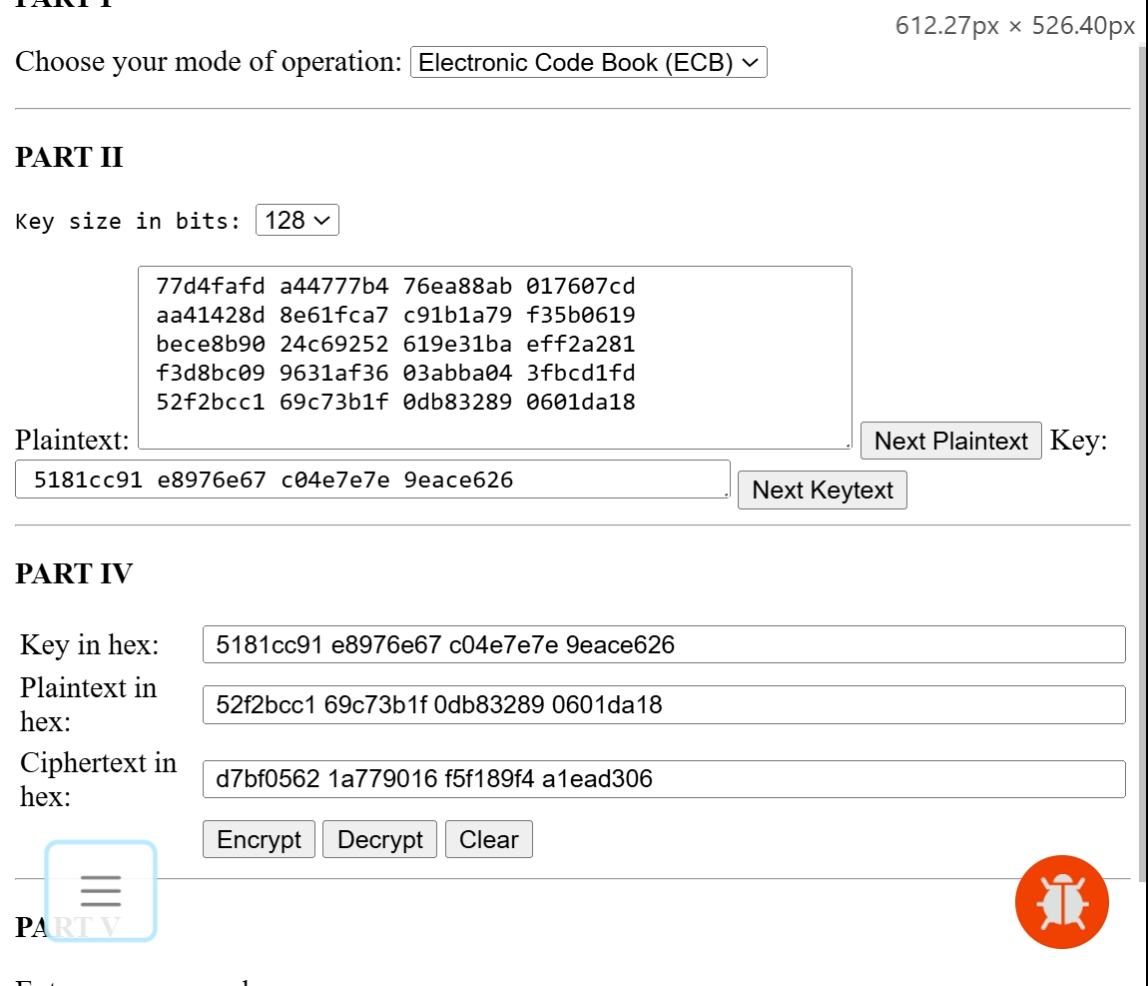 612.27px × 526.40px
Choose your mode of operation: Electronic Code Book (ECB)
PART II
Key size in bits: 128
77d4fafd a44777b4 76ea88ab 017607cd
aa41428d 8e61fca7 c91b1a79 f35b0619
bece8b90 24c69252 619e31ba eff2a281
f3d8bc09 9631af36 03abba04 3fbcd1fd
52f2bcc1 69c73b1f 0db83289 0601da18
Plaintext: Next Plaintext Key:
5181cc91 e8976e67 c04e7e7e 9eace626 Next Keytext
PART IV
Key in hex: 5181cc91 e8976e67 c04e7e7e 9eace626
Plaintext in
hex: 52f2bcc1 69c73b1f 0db83289 0601da18
Ciphertext in
hex: d7bf0562 1a779016 f5f189f4 a1ead306
Encrypt Decrypt Clear
PART V